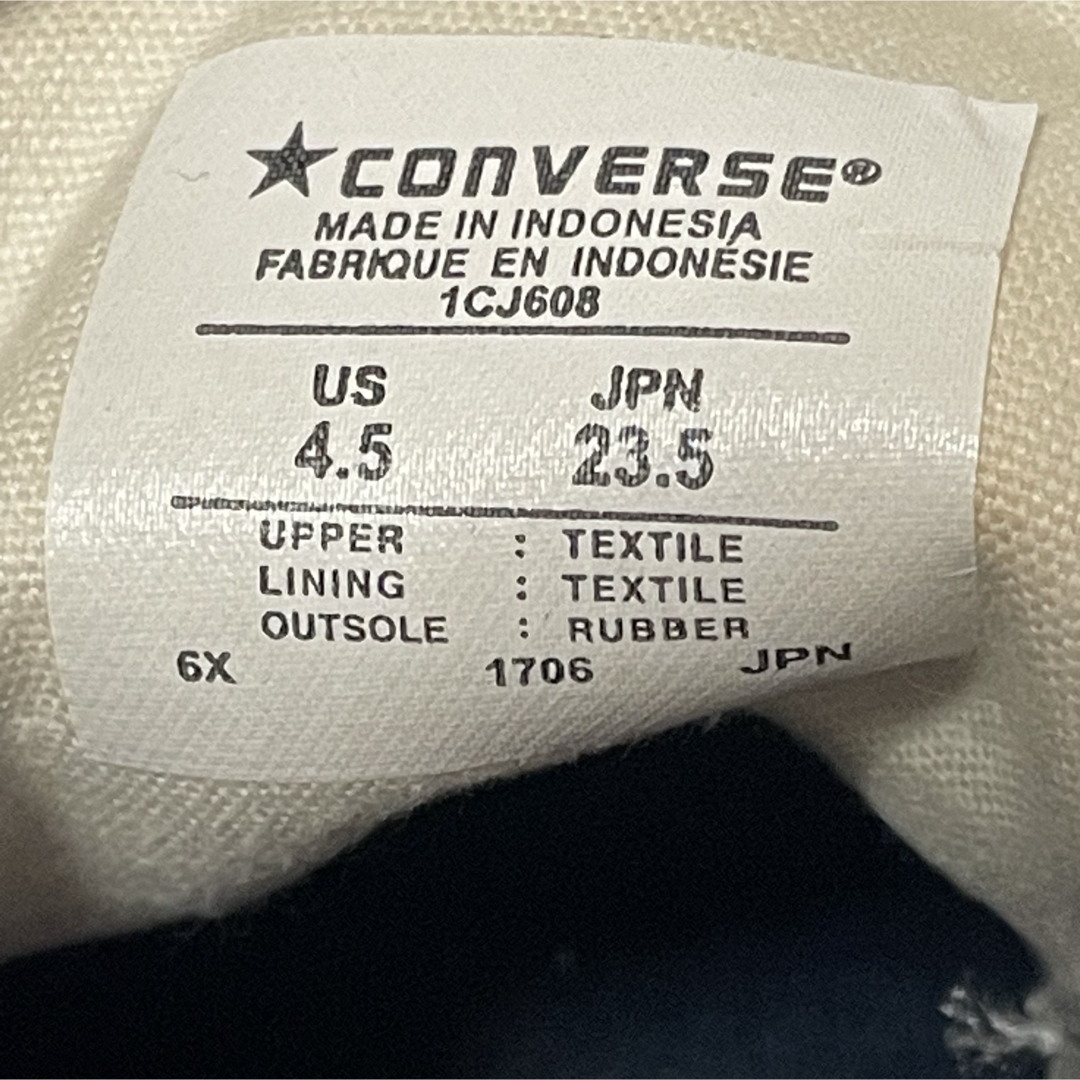 ★CONVERSE®
MADE IN INDONESIA
FABRIQUE EN INDONÉSIE
1CJ608
US JPN
4.5 23.5
UPPER : TEXTILE
LINING : TEXTILE
OUTSOLE : RUBBER
6X 1706 JPN